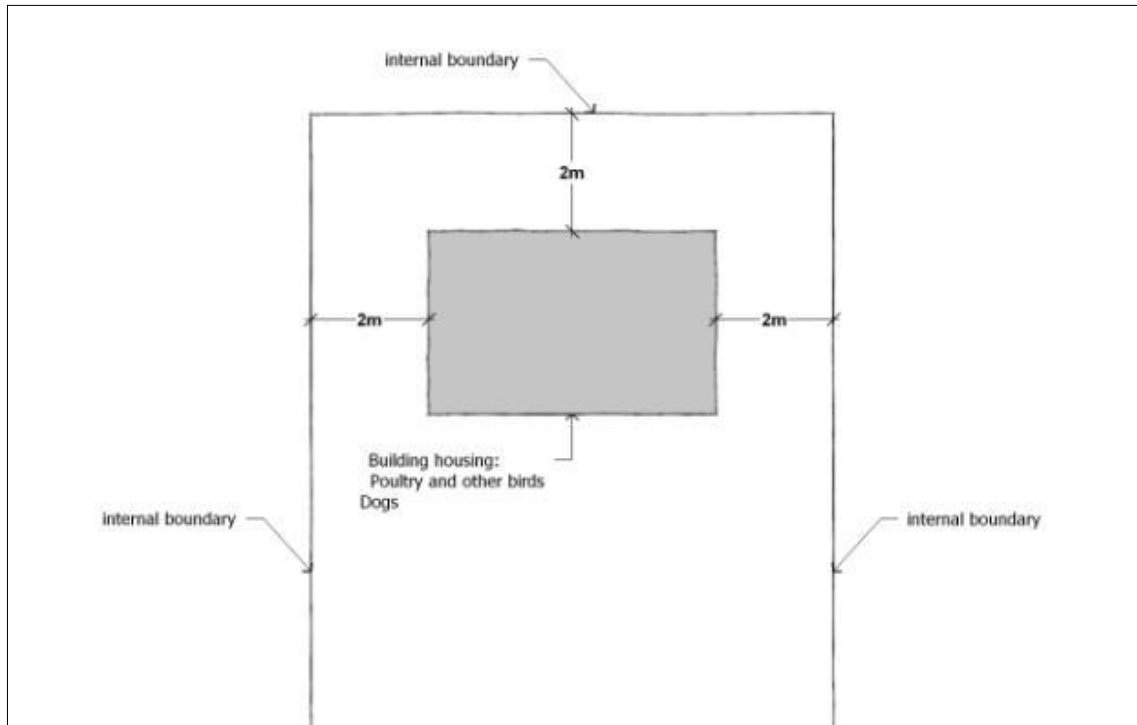 internal boundary
2m
2m
2m
Building housing:
Poultry and other birds
Dogs
internal boundary
internal boundary